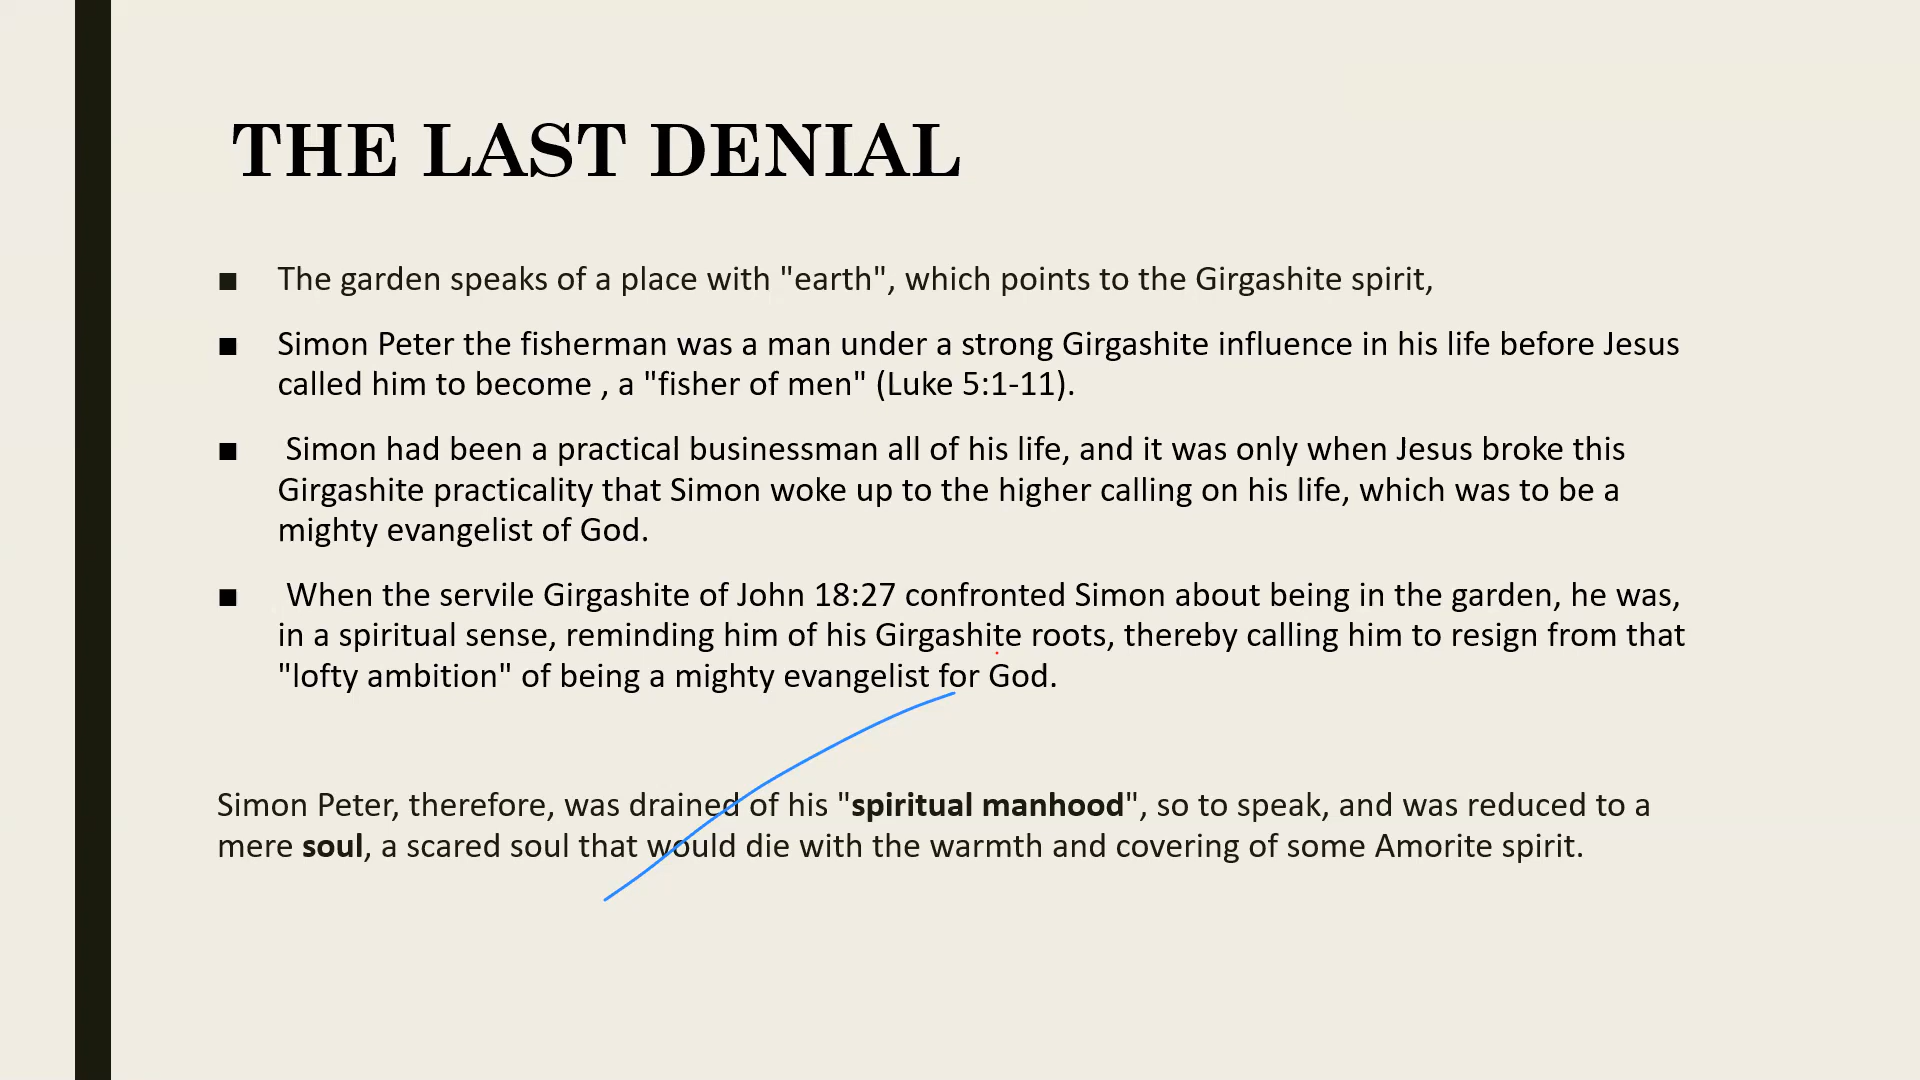 THE LAST DENIAL
■ The garden speaks of a place with "earth", which points to the Girgashite spirit,
■ Simon Peter the fisherman was a man under a strong Girgashite influence in his life before Jesus
called him to become , a "fisher of men" (Luke 5:1-11).
■ Simon had been a practical businessman all of his life, and it was only when Jesus broke this
Girgashite practicality that Simon woke up to the higher calling on his life, which was to be a
mighty evangelist of God.
■ When the servile Girgashite of John 18:27 confronted Simon about being in the garden, he was,
in a spiritual sense, reminding him of his Girgashite roots, thereby calling him to resign from that
"lofty ambition" of being a mighty evangelist for God.
Simon Peter, therefore, was drained of his "spiritual manhood", so to speak, and was reduced to a
mere soul, a scared soul that would die with the warmth and covering of some Amorite spirit.